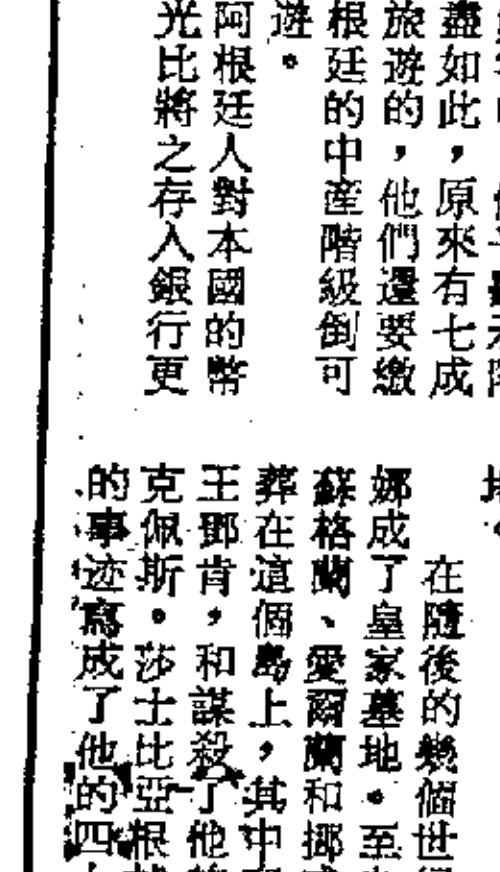 盡如此，原來有七成
旅遊的，他們還要繳
根廷的中産階級倒可
遊。
阿根廷人對本國的幣
光比將之存入銀行更
在隨後的幾個世
娜成了皇家墓地。至
蘇格蘭、愛爾蘭和挪
葬在這個島上，其中
王鄧肯，和謀殺了他
克佩斯。莎士比亞根
的事迹寫成了他的四